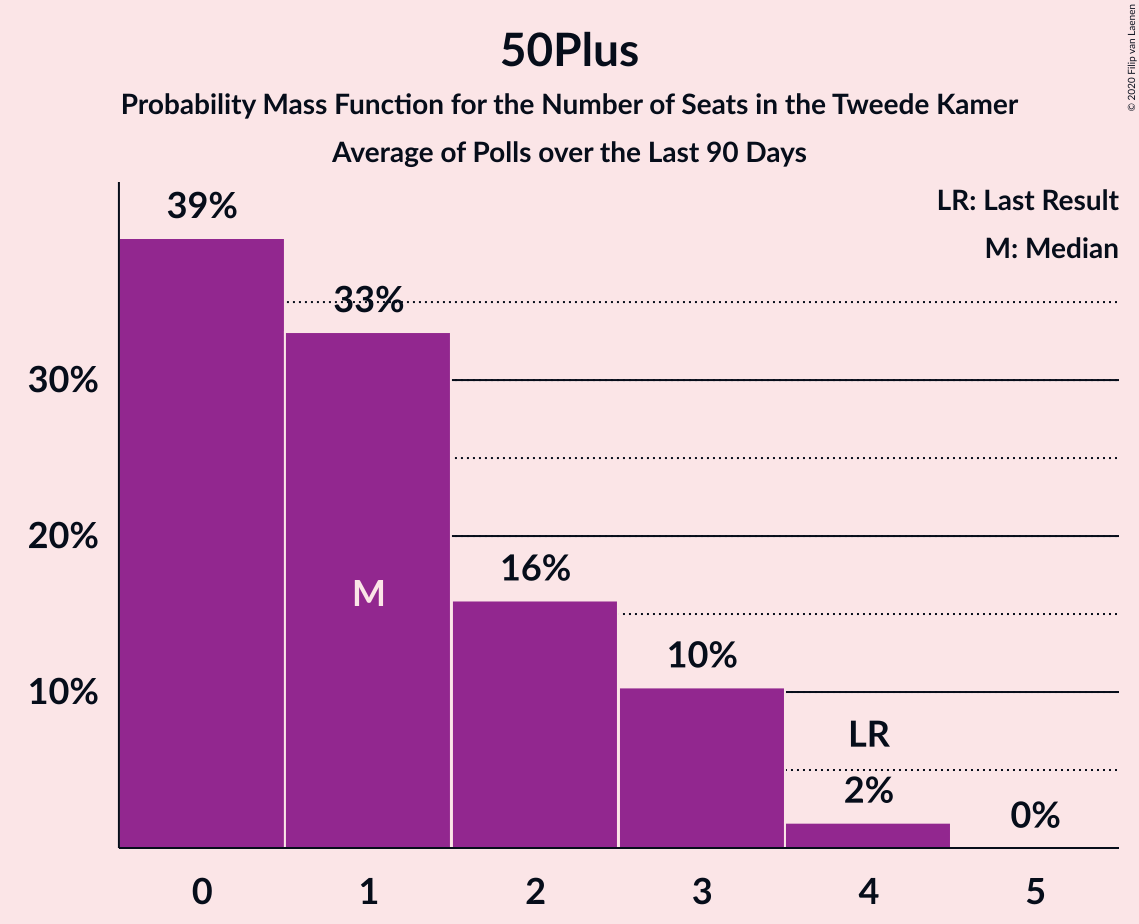 50Plus
Probability Mass Function for the Number of Seats in the Tweede Kamer
Average of Polls over the Last 90 Days
© 2020 Filip van Laenen
LR: Last Result
M: Median
39%
33%
30%
20%
16%
M
10%
10%
LR
2%
0%
0 1 2 3 4 5